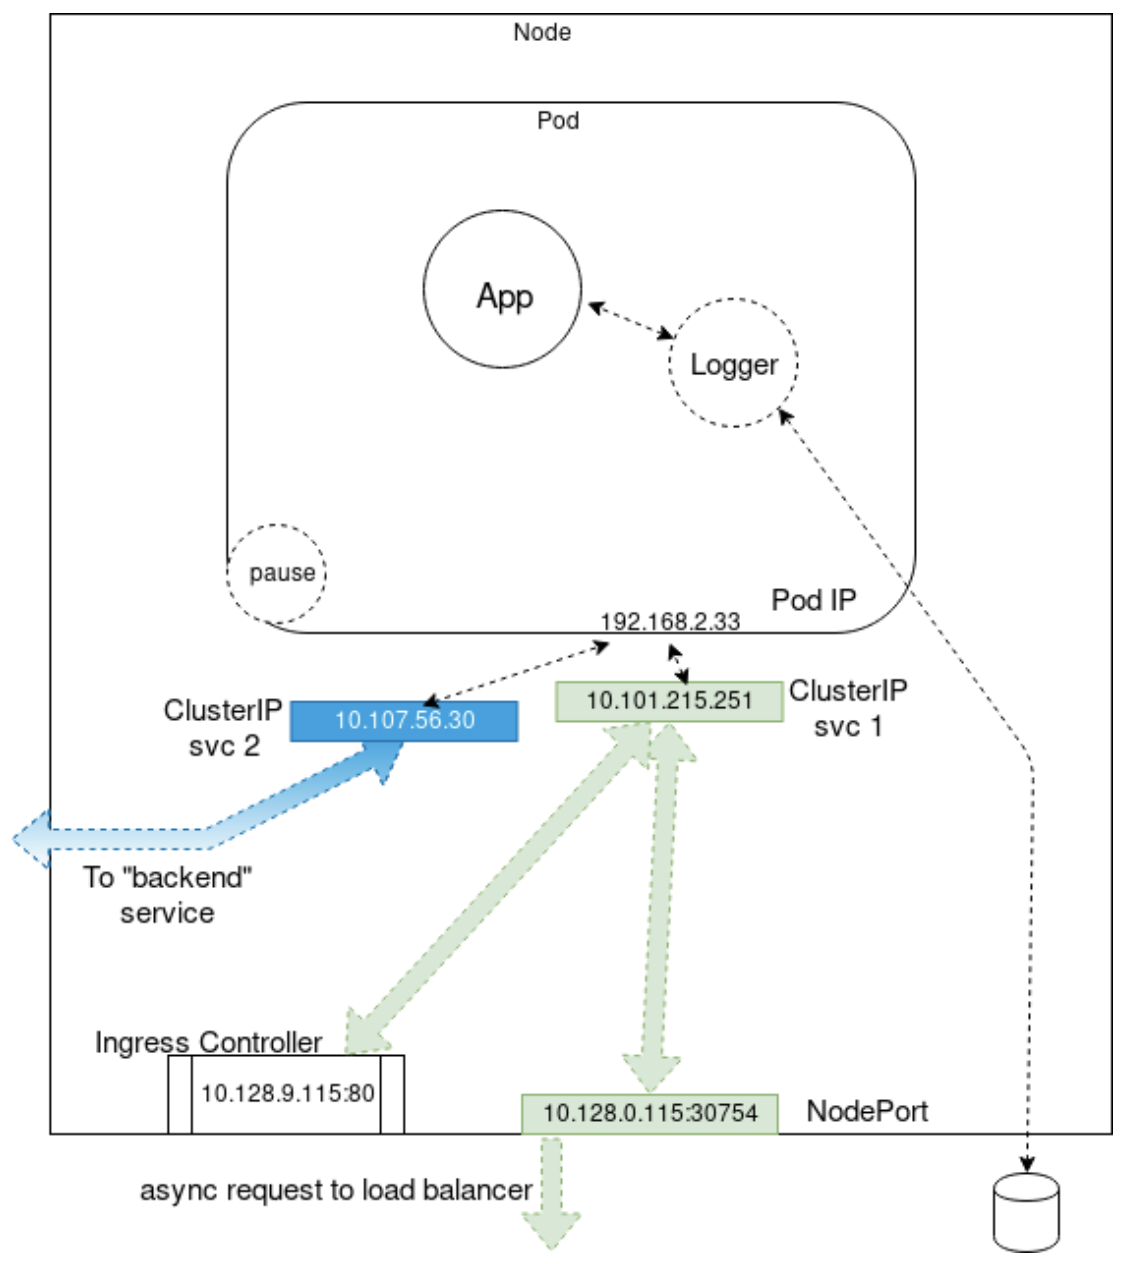 Node
Pod
App
Logger
pause
Pod IP
192.168.2.33
ClusterIP
svc 2
10.107.56.30
10.101.215.251
ClusterIP
svc 1
To "backend"
service
Ingress Controller
10.128.9.115:80
10.128.0.115:30754
NodePort
async request to load balancer